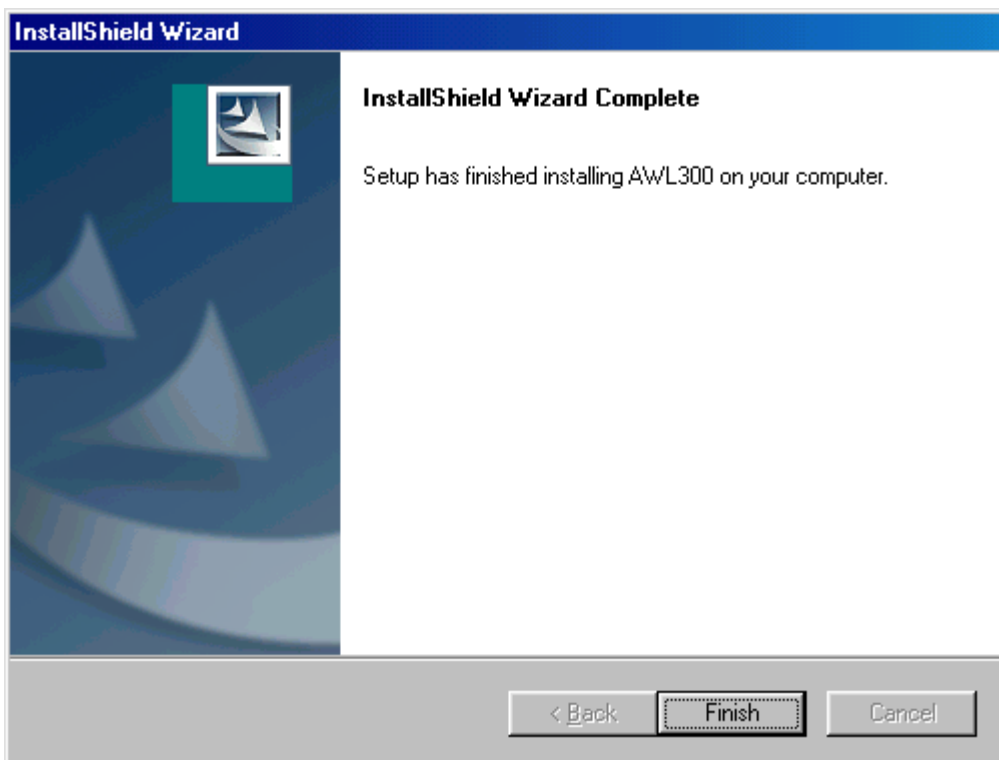 InstallShield Wizard
InstallShield Wizard Complete
Setup has finished installing AWL300 on your computer.
< Back
Finish
Cancel